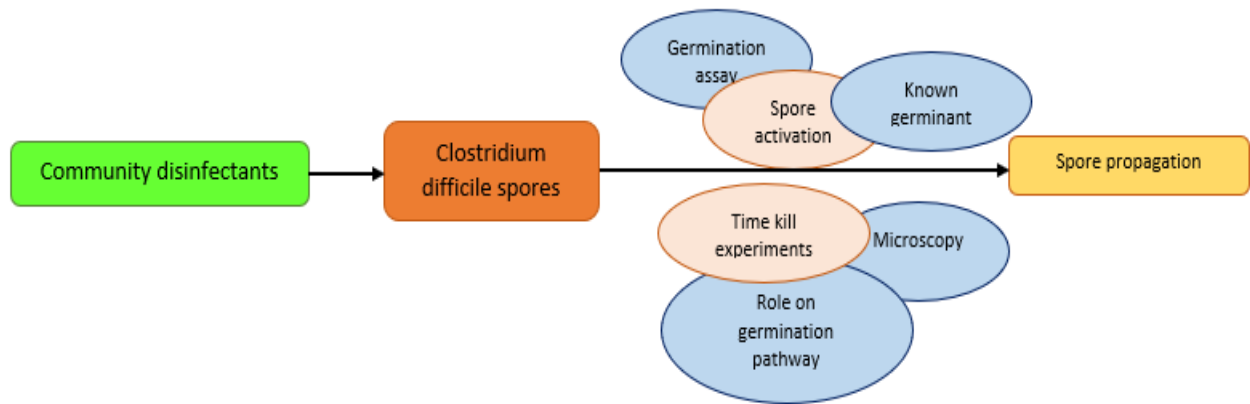 Community disinfectants
Clostridium
difficile spores
Germination
assay
Spore
activation
Known
germinant
Spore propagation
Time kill
experiments
Microscopy
Role on
germination
pathway